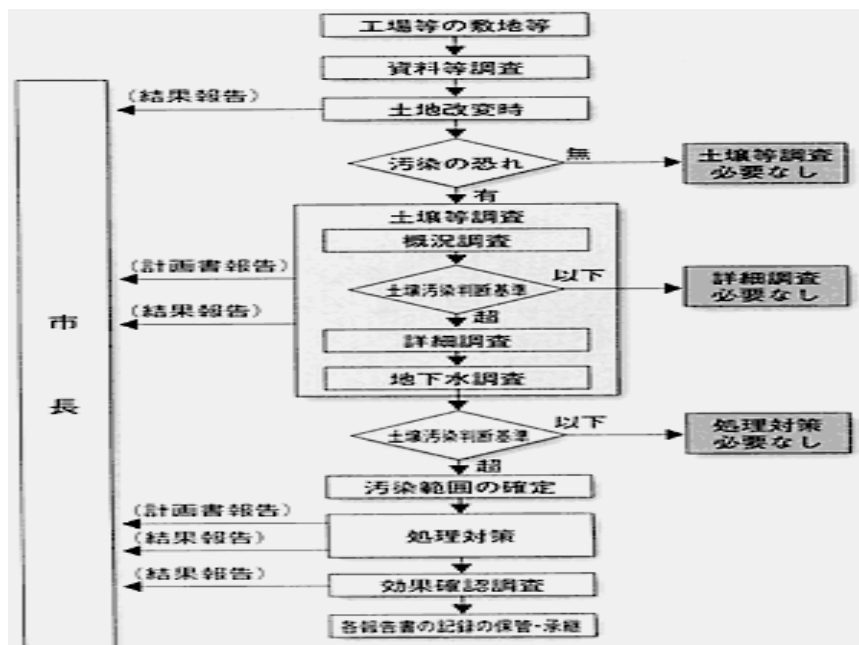 工場等の敷地等
資料等調査
(結果報告)
土地改変時
汚染の恐れ
無
土壌等調査
必要なし
有
土壌等調査
概況調査
(計画書報告)
土壌汚染判断基準
以下
詳細調査
必要なし
(結果報告)
超
詳細調査
地下水調査
市
長
土壌汚染判断基準
以下
処理対策
必要なし
超
汚染範囲の確定
(計画書報告)
(結果報告)
処理対策
(結果報告)
効果確認調査
各報告書の記録の保管・承継